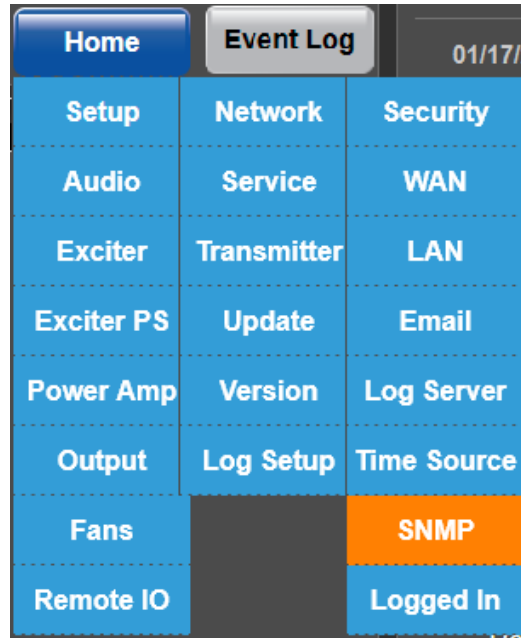 Home Event Log 01/17/
Setup Network Security
Audio Service WAN
Exciter Transmitter LAN
Exciter PS Update Email
Power Amp Version Log Server
Output Log Setup Time Source
Fans SNMP
Remote IO Logged In